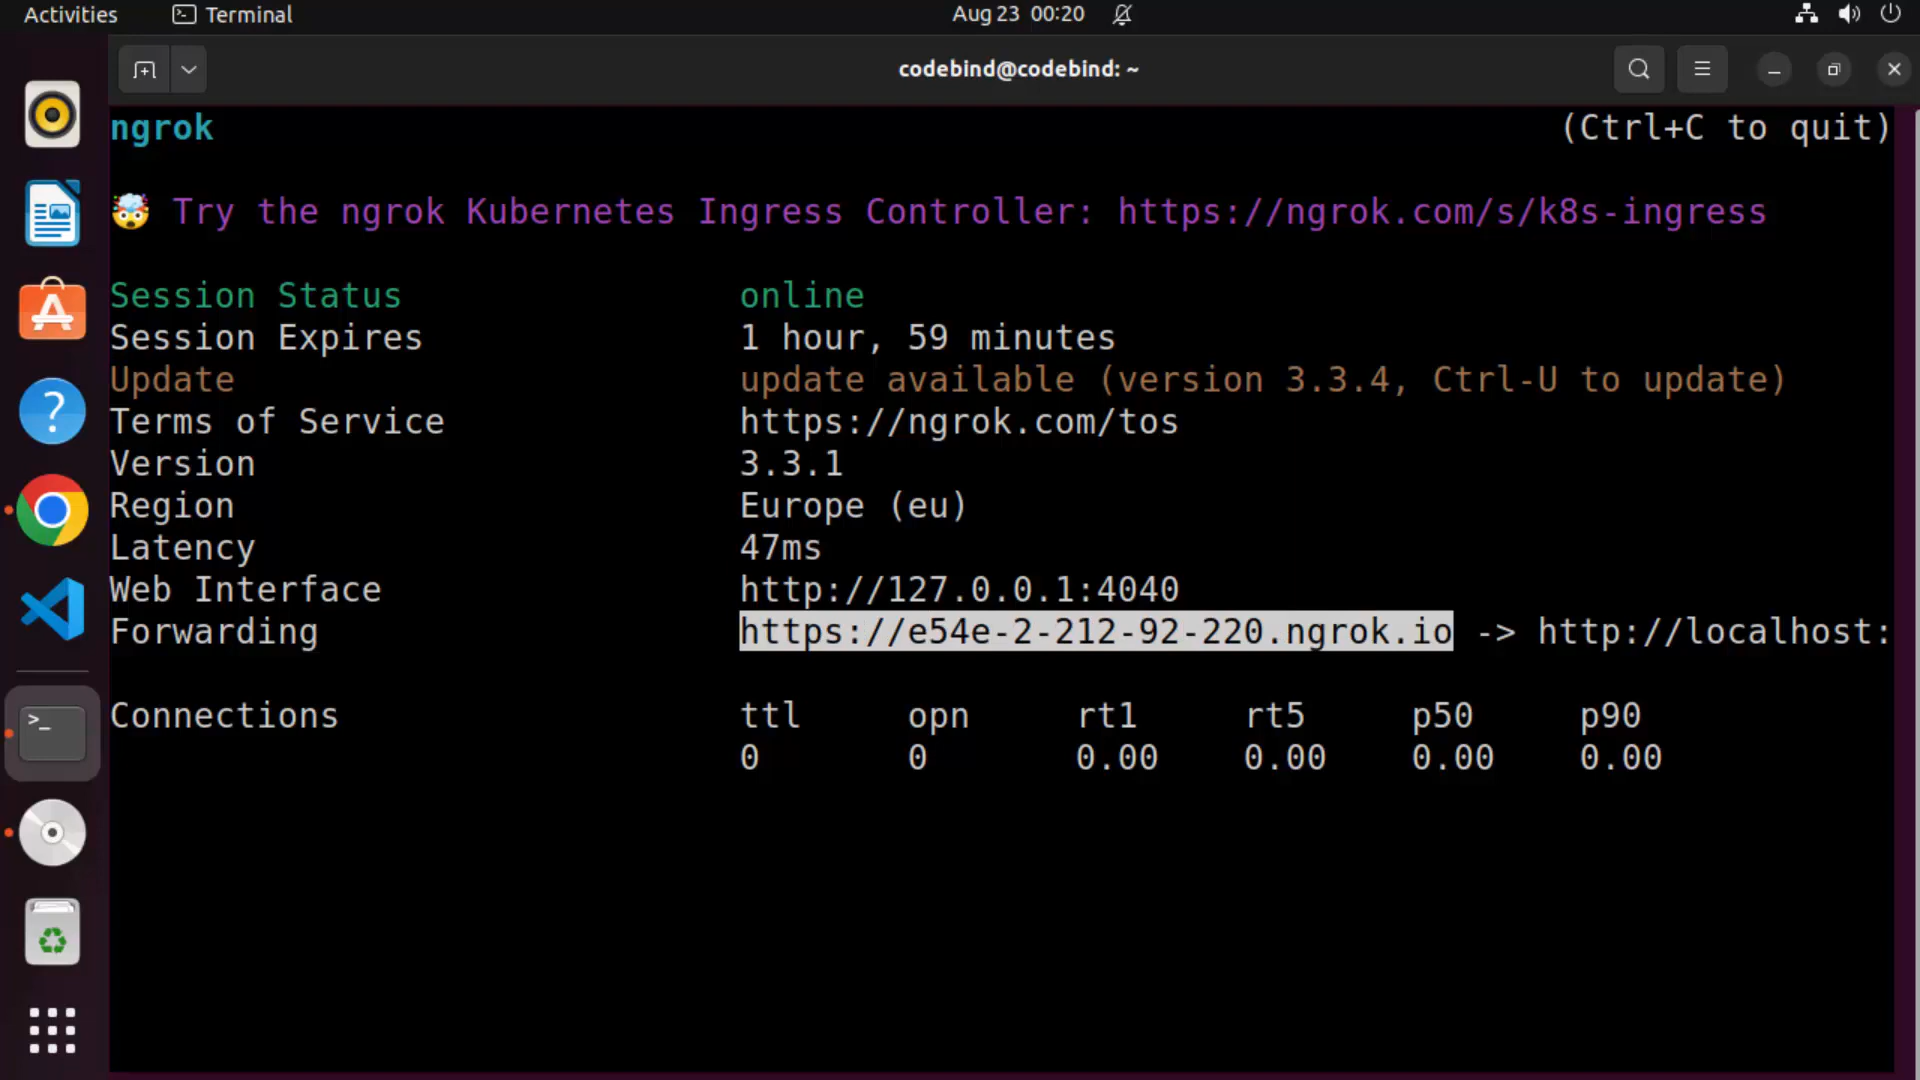 Activities Terminal Aug 23 00:20
codebind@codebind: ~
ngrok (Ctrl+C to quit)
🤯 Try the ngrok Kubernetes Ingress Controller: https://ngrok.com/s/k8s-ingress
Session Status online
Session Expires 1 hour, 59 minutes
Update update available (version 3.3.4, Ctrl-U to update)
Terms of Service https://ngrok.com/tos
Version 3.3.1
Region Europe (eu)
Latency 47ms
Web Interface http://127.0.0.1:4040
Forwarding https://e54e-2-212-92-220.ngrok.io -> http://localhost:
Connections ttl opn rt1 rt5 p50 p90
0 0 0.00 0.00 0.00 0.00